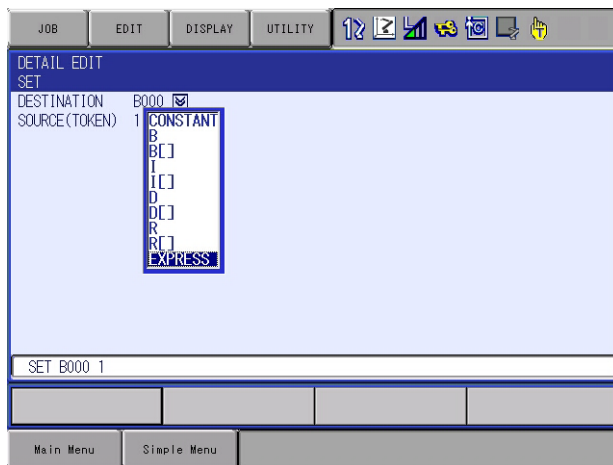 JOB EDIT DISPLAY UTILITY
DETAIL EDIT
SET
DESTINATION B000
SOURCE(TOKEN) 1 CONSTANT
B
B[]
I
I[]
D
D[]
R
R[]
EXPRESS
SET B000 1
Main Menu Simple Menu